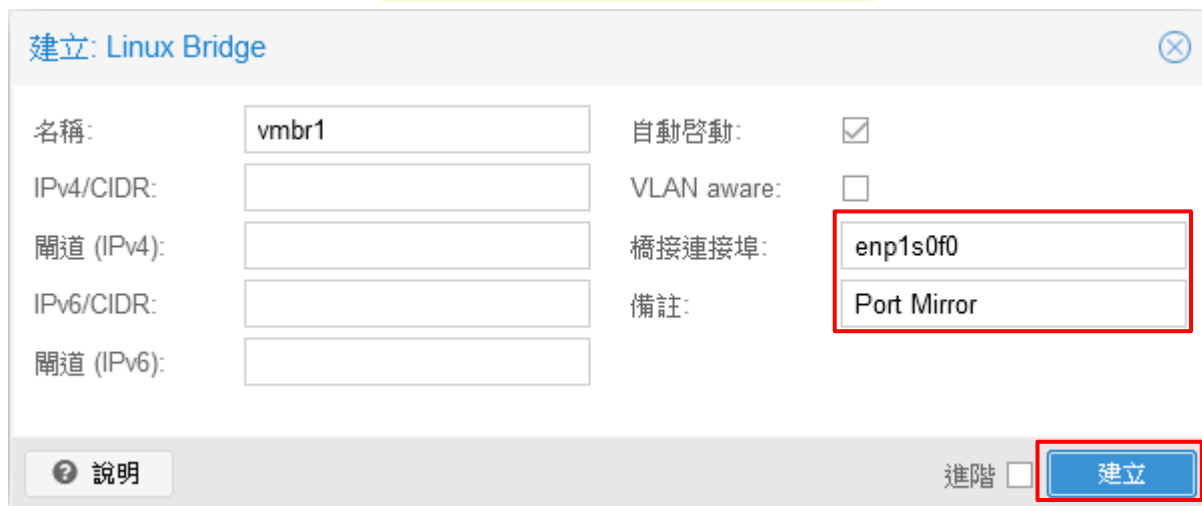 建立: Linux Bridge
名稱: vmbr1 自動啓動:
IPv4/CIDR: VLAN aware:
閘道 (IPv4): 橋接連接埠: enp1s0f0
IPv6/CIDR: 備註: Port Mirror
閘道 (IPv6):
說明 進階 建立